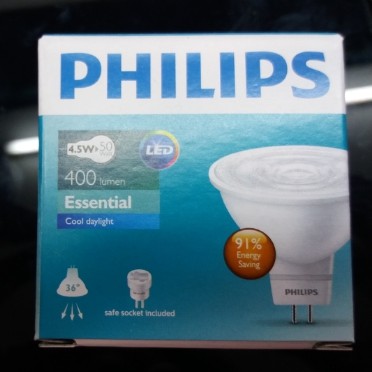 PHILIPS
4.5W▸50
LED
400 lumen
Essential
Cool daylight
91%
Energy
Saving
PHILIPS
36°
safe socket included